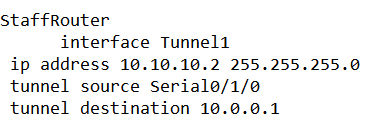 StaffRouter
interface Tunnel1
ip address 10.10.10.2 255.255.255.0
tunnel source Serial0/1/0
tunnel destination 10.0.0.1